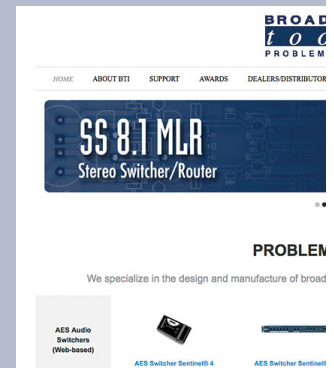 BROAD
too
PROBLEM
HOME ABOUT BTI SUPPORT AWARDS DEALERS/DISTRIBUTOR
SS 8.1 MLR
Stereo Switcher/Router
PROBLEM
We specialize in the design and manufacture of broad
AES Audio
Switchers
(Web-based)
AES Switcher Sentinel® 4
AES Switcher Sentinel®